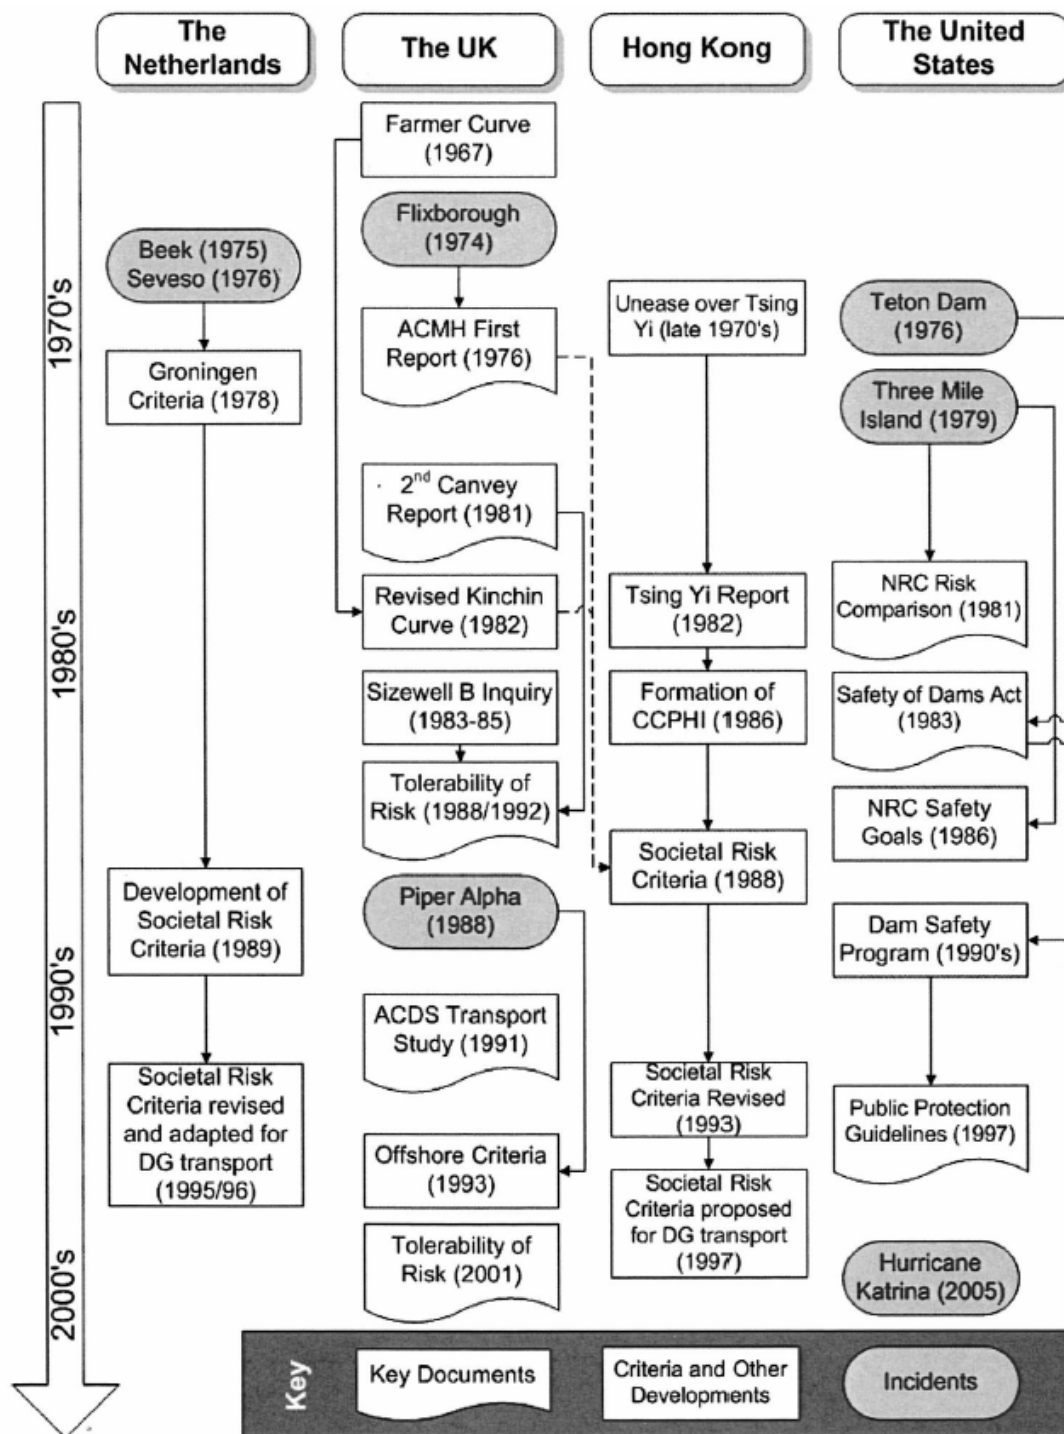 The
Netherlands
The UK
Hong Kong
The United
States
1970's
1980's
1990's
2000's
Beek (1975)
Seveso (1976)
Groningen
Criteria (1978)
Development of
Societal Risk
Criteria (1989)
Societal Risk
Criteria revised
and adapted for
DG transport
(1995/96)
Farmer Curve
(1967)
Flixborough
(1974)
ACMH First
Report (1976)
2nd Canvey
Report (1981)
Revised Kinchin
Curve (1982)
Sizewell B Inquiry
(1983-85)
Tolerability of
Risk (1988/1992)
Piper Alpha
(1988)
ACDS Transport
Study (1991)
Offshore Criteria
(1993)
Tolerability of
Risk (2001)
Unease over Tsing
Yi (late 1970's)
Tsing Yi Report
(1982)
Formation of
CCPHI (1986)
Societal Risk
Criteria (1988)
Societal Risk
Criteria Revised
(1993)
Societal Risk
Criteria proposed
for DG transport
(1997)
Teton Dam
(1976)
Three Mile
Island (1979)
NRC Risk
Comparison (1981)
Safety of Dams Act
(1983)
NRC Safety
Goals (1986)
Dam Safety
Program (1990's)
Public Protection
Guidelines (1997)
Hurricane
Katrina (2005)
Key
Key Documents
Criteria and Other
Developments
Incidents